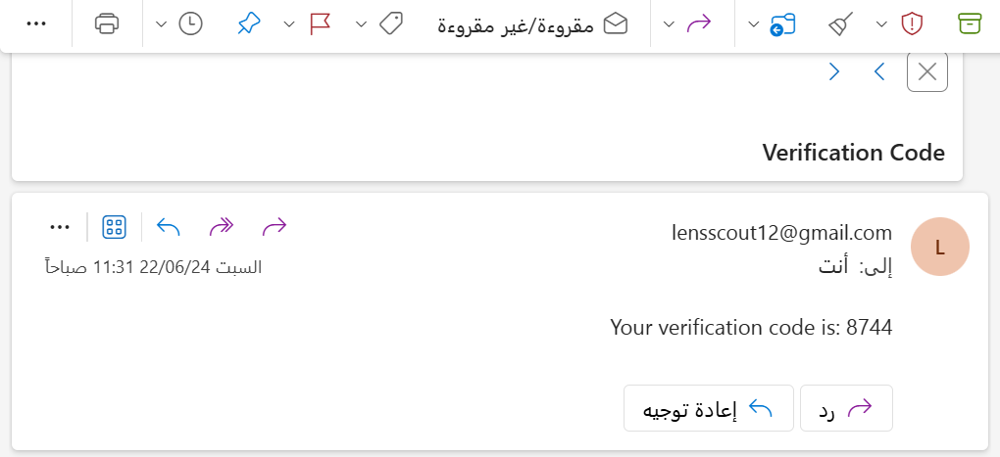 مقروءة/غير مقروءة
Verification Code
L
lensscout12@gmail.com
إلى: أنت
السبت 22/06/24 11:31 صباحاً
Your verification code is: 8744
رد
إعادة توجيه